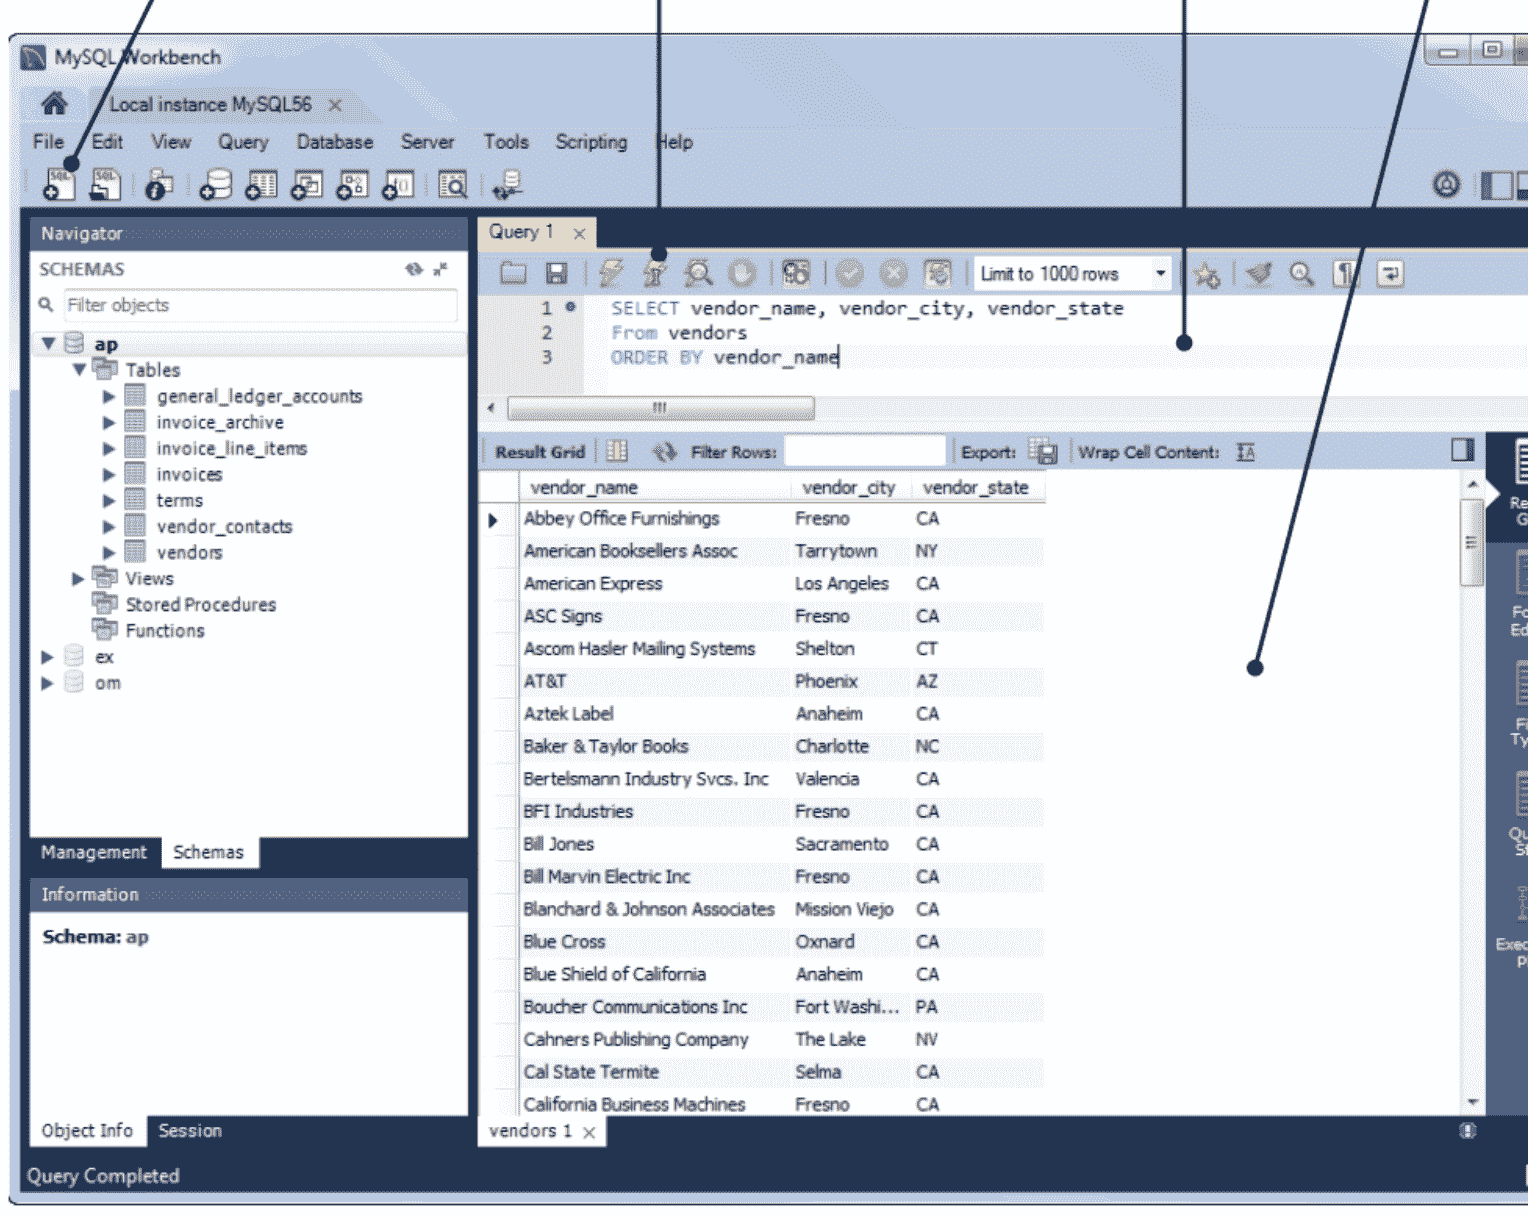 MySQL Workbench
Local instance MySQL56
File Edit View Query Database Server Tools Scripting Help
SQL SQL
Navigator
SCHEMAS
Filter objects
ap
Tables
general_ledger_accounts
invoice_archive
invoice_line_items
invoices
terms
vendor_contacts
vendors
Views
Stored Procedures
Functions
ex
om
Management Schemas
Information
Schema: ap
Object Info Session
Query Completed
Query 1
Limit to 1000 rows
1 SELECT vendor_name, vendor_city, vendor_state
2 From vendors
3 ORDER BY vendor_name
Result Grid Filter Rows: Export: Wrap Cell Content:
vendor_name vendor_city vendor_state
Abbey Office Furnishings Fresno CA
American Booksellers Assoc Tarrytown NY
American Express Los Angeles CA
ASC Signs Fresno CA
Ascom Hasler Mailing Systems Shelton CT
AT&T Phoenix AZ
Aztek Label Anaheim CA
Baker & Taylor Books Charlotte NC
Bertelsmann Industry Svcs. Inc Valencia CA
BFI Industries Fresno CA
Bill Jones Sacramento CA
Bill Marvin Electric Inc Fresno CA
Blanchard & Johnson Associates Mission Viejo CA
Blue Cross Oxnard CA
Blue Shield of California Anaheim CA
Boucher Communications Inc Fort Washi... PA
Cahners Publishing Company The Lake NV
Cal State Termite Selma CA
California Business Machines Fresno CA
vendors 1